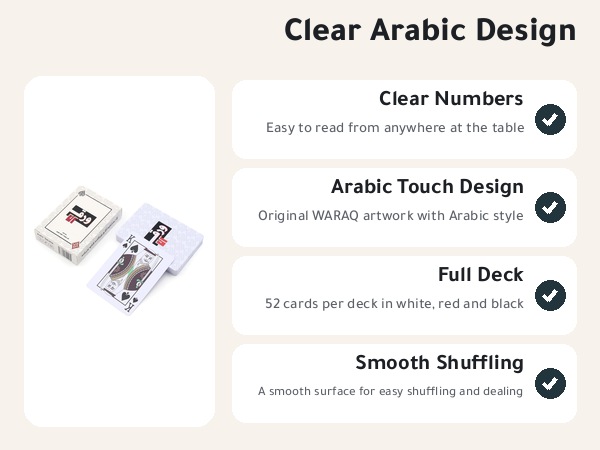 Clear Arabic Design
Clear Numbers
Easy to read from anywhere at the table
Arabic Touch Design
Original WARAQ artwork with Arabic style
Full Deck
52 cards per deck in white, red and black
Smooth Shuffling
A smooth surface for easy shuffling and dealing
K
K